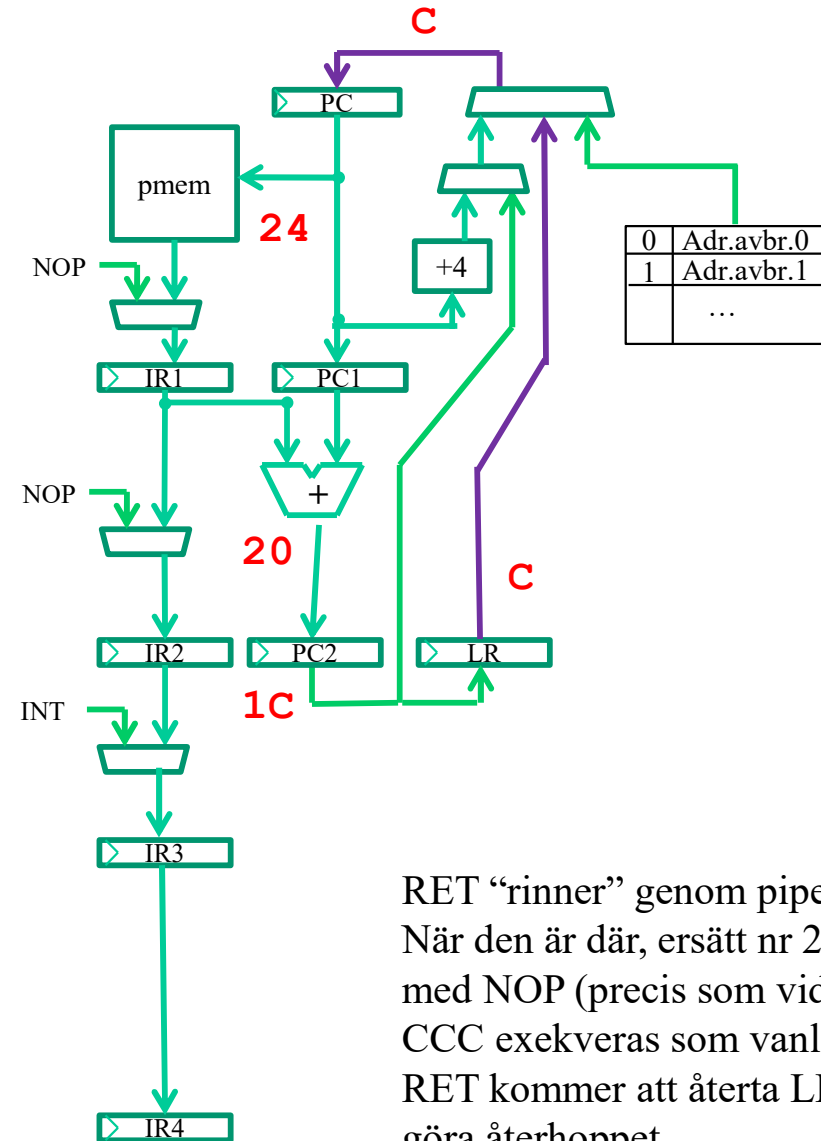 C
PC
pmem
24
NOP
+4
0 Adr.avbr.0
1 Adr.avbr.1
…
IR1
PC1
NOP
+
20
C
IR2
PC2
LR
INT
1C
IR3
RET “rinner” genom pipe
När den är där, ersätt nr 2
med NOP (precis som vid
CCC exekveras som vanl
RET kommer att återta L
göra återhoppet
IR4